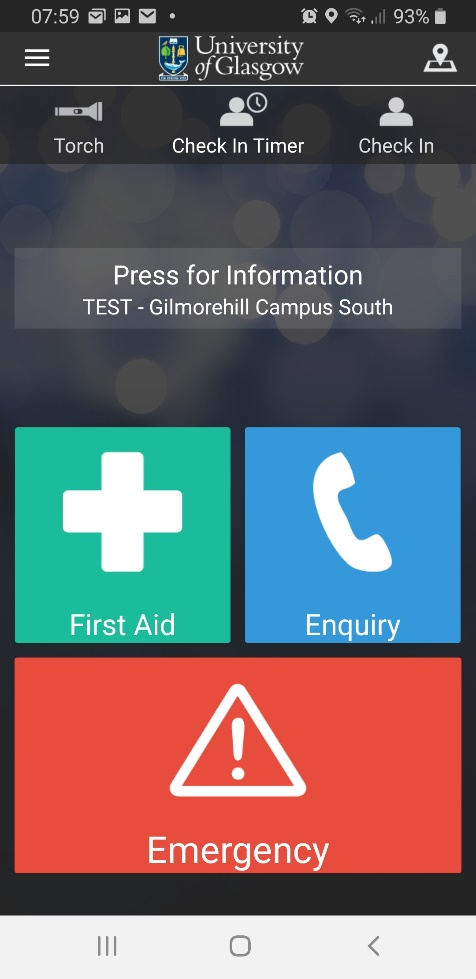 07:59
93%
University
of Glasgow
Torch
Check In Timer
Check In
Press for Information
TEST - Gilmorehill Campus South
First Aid
Enquiry
Emergency